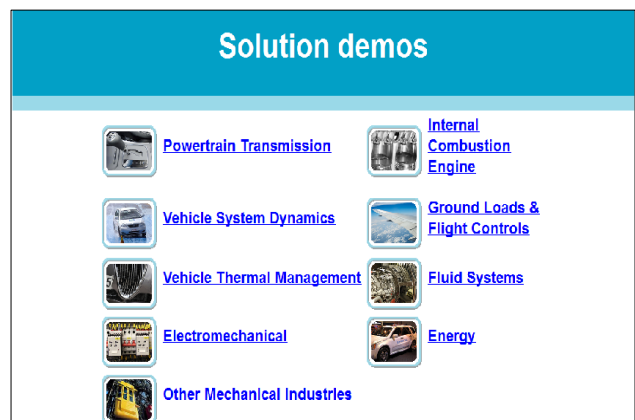 Solution demos
Powertrain Transmission
Internal
Combustion
Engine
Vehicle System Dynamics
Ground Loads &
Flight Controls
Vehicle Thermal Management
Fluid Systems
Electromechanical
Energy
Other Mechanical Industries